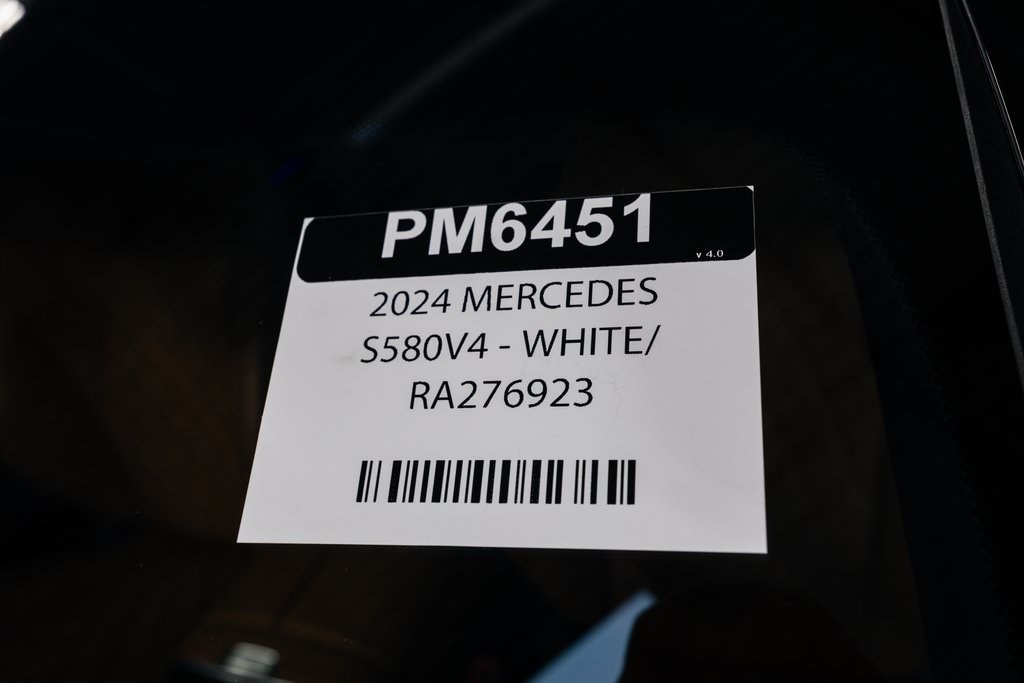 PM6451
v 4.0
2024 MERCEDES
S580V4 - WHITE/
RA276923